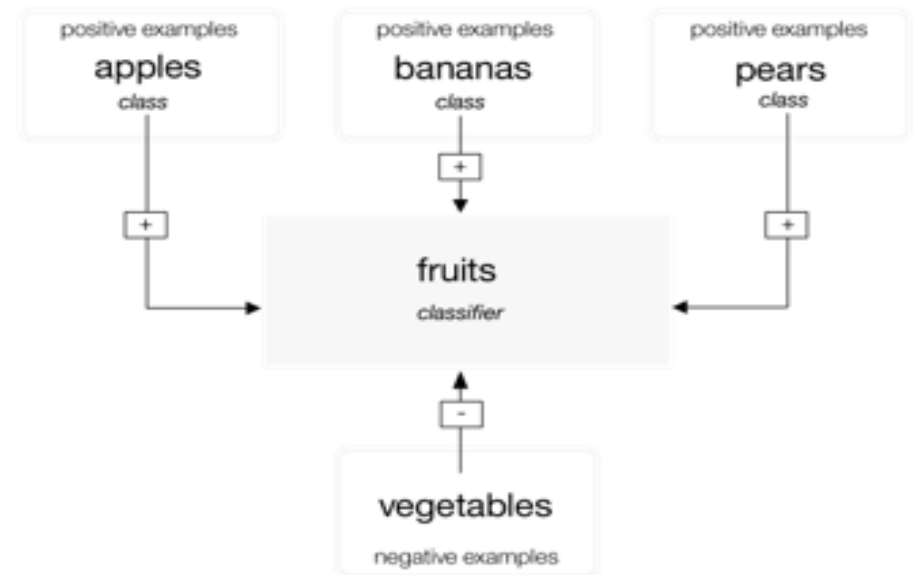 positive examples
apples
class
positive examples
bananas
class
positive examples
pears
class
+
+
+
fruits
classifier
-
vegetables
negative examples